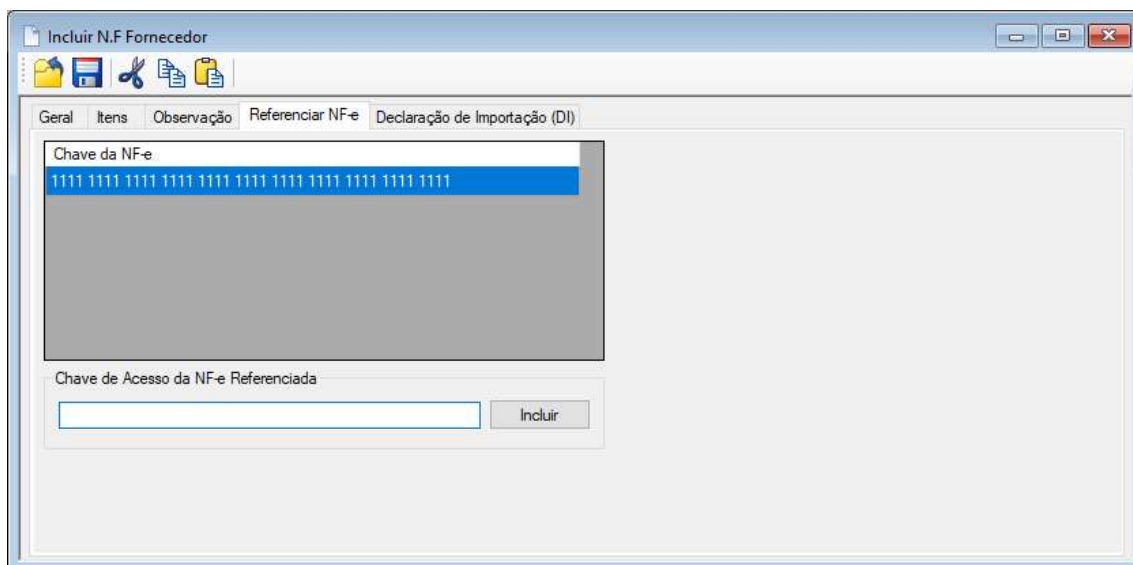 Incluir N.F Fornecedor
Geral Itens Observação Referenciar NF-e Declaração de Importação (DI)
Chave da NF-e
1111 1111 1111 1111 1111 1111 1111 1111 1111 1111 1111
Chave de Acesso da NF-e Referenciada
Incluir